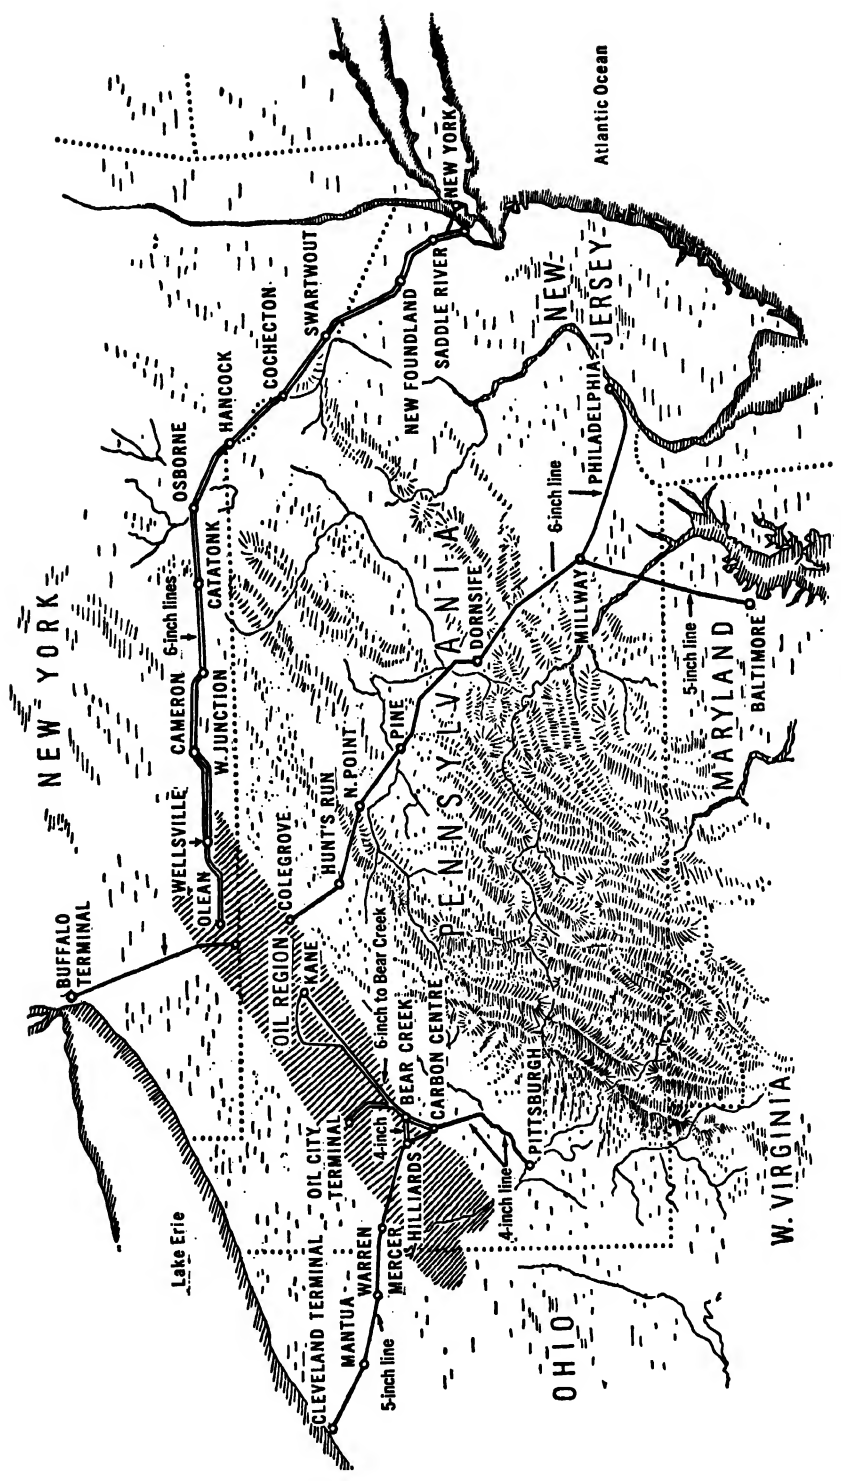 NEW YORK
BUFFALO
TERMINAL
Lake Erie
WELLSVILLE
OLEAN
CAMERON
W. JUNCTION
6-inch lines
CATATONK
OSBORNE
HANCOCK
COCHECTON
SWARTWOUT
NEW FOUNDLAND
SADDLE RIVER
NEW YORK
Atlantic Ocean
NEW
JERSEY
OIL REGION
COLEGROVE
KANE
HUNT'S RUN
N. POINT
PINE
PENNSYLVANIA
DORNSIFE
6-inch line
PHILADELPHIA
MILLWAY
5-inch line
BALTIMORE
MARYLAND
6-inch to Bear Creek
BEAR CREEK
CARBON CENTRE
4-inch
OIL CITY
TERMINAL
HILLIARDS
MERCER
WARREN
MANTUA
CLEVELAND TERMINAL
5-inch line
4-inch line
PITTSBURGH
OHIO
W. VIRGINIA